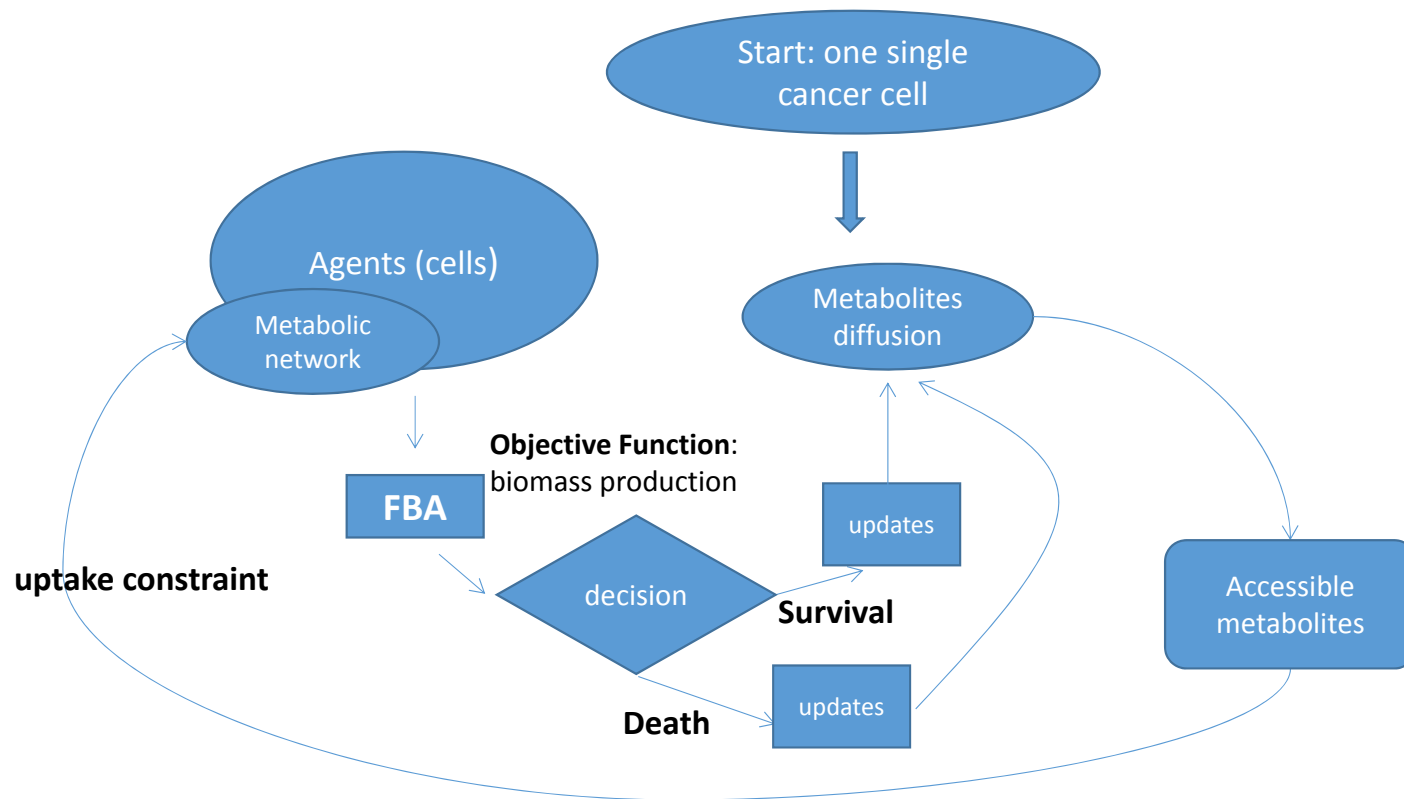 Start: one single
cancer cell
Agents (cells)
Metabolic
network
Metabolites
diffusion
Objective Function:
biomass production
FBA
updates
uptake constraint
decision
Survival
Accessible
metabolites
Death
updates